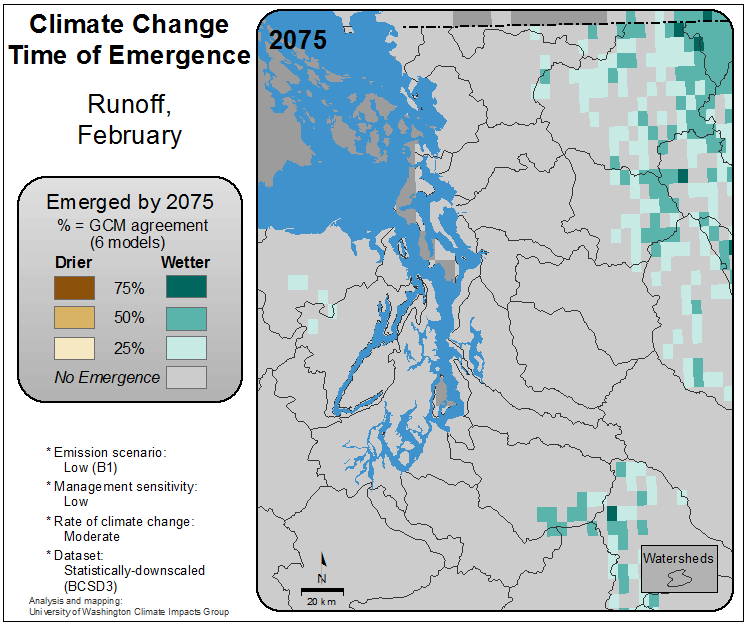 Climate Change
Time of Emergence
Runoff,
February
Emerged by 2075
% = GCM agreement
(6 models)
Drier Wetter
75%
50%
25%
No Emergence
* Emission scenario:
Low (B1)
* Management sensitivity:
Low
* Rate of climate change:
Moderate
* Dataset:
Statistically-downscaled
(BCSD3)
Analysis and mapping:
University of Washington Climate Impacts Group
2075
N
20 km
Watersheds